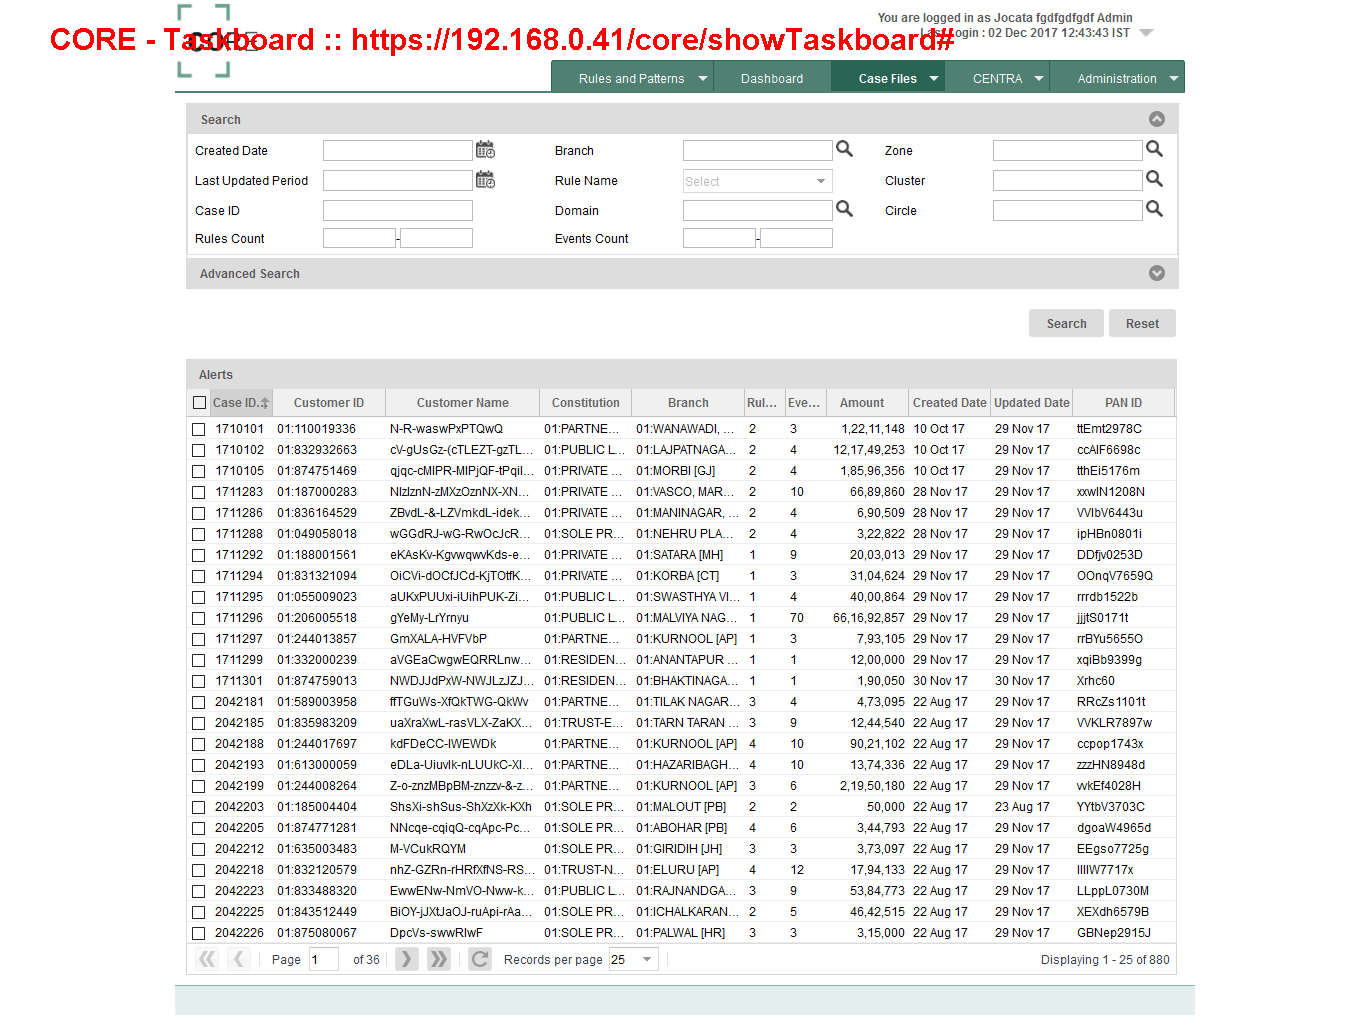 You are logged in as Jocata fgdfgdfgdf Admin
CORE - Taskboard :: https://192.168.0.41/core/showTaskboard#
Last Login : 02 Dec 2017 12:43:43 IST
Rules and Patterns Dashboard Case Files CENTRA Administration
Search
Created Date Branch Zone
Last Updated Period Rule Name Select Cluster
Case ID Domain Circle
Rules Count - Events Count -
Advanced Search
Search Reset
Alerts
Case ID.. Customer ID Customer Name Constitution Branch Rul... Eve... Amount Created Date Updated Date PAN ID
1710101 01:110019336 N-R-waswPxPTQwQ 01:PARTNE... 01:WANAWADI, ... 2 3 1,22,11,148 10 Oct 17 29 Nov 17 ttEmt2978C
1710102 01:832932663 cV-gUsGz-(cTLEZT-gzTL... 01:PUBLIC L... 01:LAJPATNAGA... 2 4 12,17,49,253 10 Oct 17 29 Nov 17 ccAIF6698c
1710105 01:874751469 qjqc-cMIPR-MIPjQF-tPqiI... 01:PRIVATE ... 01:MORBI [GJ] 2 4 1,85,96,356 10 Oct 17 29 Nov 17 tthEi5176m
1711283 01:187000283 NIzIznN-zMXzOznNX-XN... 01:PRIVATE ... 01:VASCO, MAR... 2 10 66,89,860 28 Nov 17 29 Nov 17 xxwIN1208N
1711286 01:836164529 ZBvdL-&-LZVmkdL-idek... 01:PRIVATE ... 01:MANINAGAR, ... 2 4 6,90,509 28 Nov 17 29 Nov 17 VVIbV6443u
1711288 01:049058018 wGGdRJ-wG-RwOcJcR... 01:SOLE PR... 01:NEHRU PLA... 2 4 3,22,822 28 Nov 17 29 Nov 17 ipHBn0801i
1711292 01:188001561 eKAsKv-KgvwqwvKds-e... 01:PRIVATE ... 01:SATARA [MH] 1 9 20,03,013 29 Nov 17 29 Nov 17 DDfjv0253D
1711294 01:831321094 OiCVi-dOCfJCd-KjTOtfK... 01:PRIVATE ... 01:KORBA [CT] 1 3 31,04,624 29 Nov 17 29 Nov 17 OOnqV7659Q
1711295 01:055009023 aUKxPUUxi-iUihPUK-Zi... 01:PUBLIC L... 01:SWASTHYA VI... 1 4 40,00,864 29 Nov 17 29 Nov 17 rrrdb1522b
1711296 01:206005518 gYeMy-LrYrnyu 01:PUBLIC L... 01:MALVIYA NAG... 1 70 66,16,92,857 29 Nov 17 29 Nov 17 jjjtS0171t
1711297 01:244013857 GmXALA-HVFVbP 01:PARTNE... 01:KURNOOL [AP] 1 3 7,93,105 29 Nov 17 29 Nov 17 rrBYu5655O
1711299 01:332000239 aVGEaCwgwEQRRLnw... 01:RESIDEN... 01:ANANTAPUR ... 1 1 12,00,000 29 Nov 17 29 Nov 17 xqiBb9399g
1711301 01:874759013 NWDJJdPxW-NWJLzJZJ... 01:RESIDEN... 01:BHAKTINAGA... 1 1 1,90,050 30 Nov 17 30 Nov 17 Xrhc60
2042181 01:589003958 ffTGuWs-XfQkTWG-QkWv 01:PARTNE... 01:TILAK NAGAR... 3 4 4,73,095 22 Aug 17 29 Nov 17 RRcZs1101t
2042185 01:835983209 uaXraXwL-rasVLX-ZaKX... 01:TRUST-E... 01:TARN TARAN ... 3 9 12,44,540 22 Aug 17 29 Nov 17 VVKLR7897w
2042188 01:244017697 kdFDeCC-IWEWDk 01:PARTNE... 01:KURNOOL [AP] 4 10 90,21,102 22 Aug 17 29 Nov 17 ccpop1743x
2042193 01:613000059 eDLa-Uiuvlk-nLUUkC-XI... 01:PARTNE... 01:HAZARIBAGH... 4 10 13,74,336 22 Aug 17 29 Nov 17 zzzHN8948d
2042199 01:244008264 Z-o-znzMBpBM-znzzv-&-z... 01:PARTNE... 01:KURNOOL [AP] 3 6 2,19,50,180 22 Aug 17 29 Nov 17 vvkEf4028H
2042203 01:185004404 ShsXi-shSus-ShXzXk-KXh 01:SOLE PR... 01:MALOUT [PB] 2 2 50,000 22 Aug 17 23 Aug 17 YYtbV3703C
2042205 01:874771281 NNcqe-cqiqQ-cqApc-Pc... 01:SOLE PR... 01:ABOHAR [PB] 4 6 3,44,793 22 Aug 17 29 Nov 17 dgoaW4965d
2042212 01:635003483 M-VCukRQYM 01:SOLE PR... 01:GIRIDIH [JH] 3 3 3,73,097 22 Aug 17 29 Nov 17 EEgso7725g
2042218 01:832120579 nhZ-GZRn-rHRfXfNS-RS... 01:TRUST-N... 01:ELURU [AP] 4 12 17,94,133 22 Aug 17 29 Nov 17 IIIIW7717x
2042223 01:833488320 EwwENw-NmVO-Nww-k... 01:PUBLIC L... 01:RAJNANDGA... 3 9 53,84,773 22 Aug 17 29 Nov 17 LLppL0730M
2042225 01:843512449 BiOY-jJXtJaOJ-ruApi-rAa... 01:SOLE PR... 01:ICHALKARAN... 2 5 46,42,515 22 Aug 17 29 Nov 17 XEXdh6579B
2042226 01:875080067 DpcVs-swwRIwF 01:SOLE PR... 01:PALWAL [HR] 3 3 3,15,000 22 Aug 17 29 Nov 17 GBNep2915J
Page 1 of 36 Records per page 25 Displaying 1 - 25 of 880